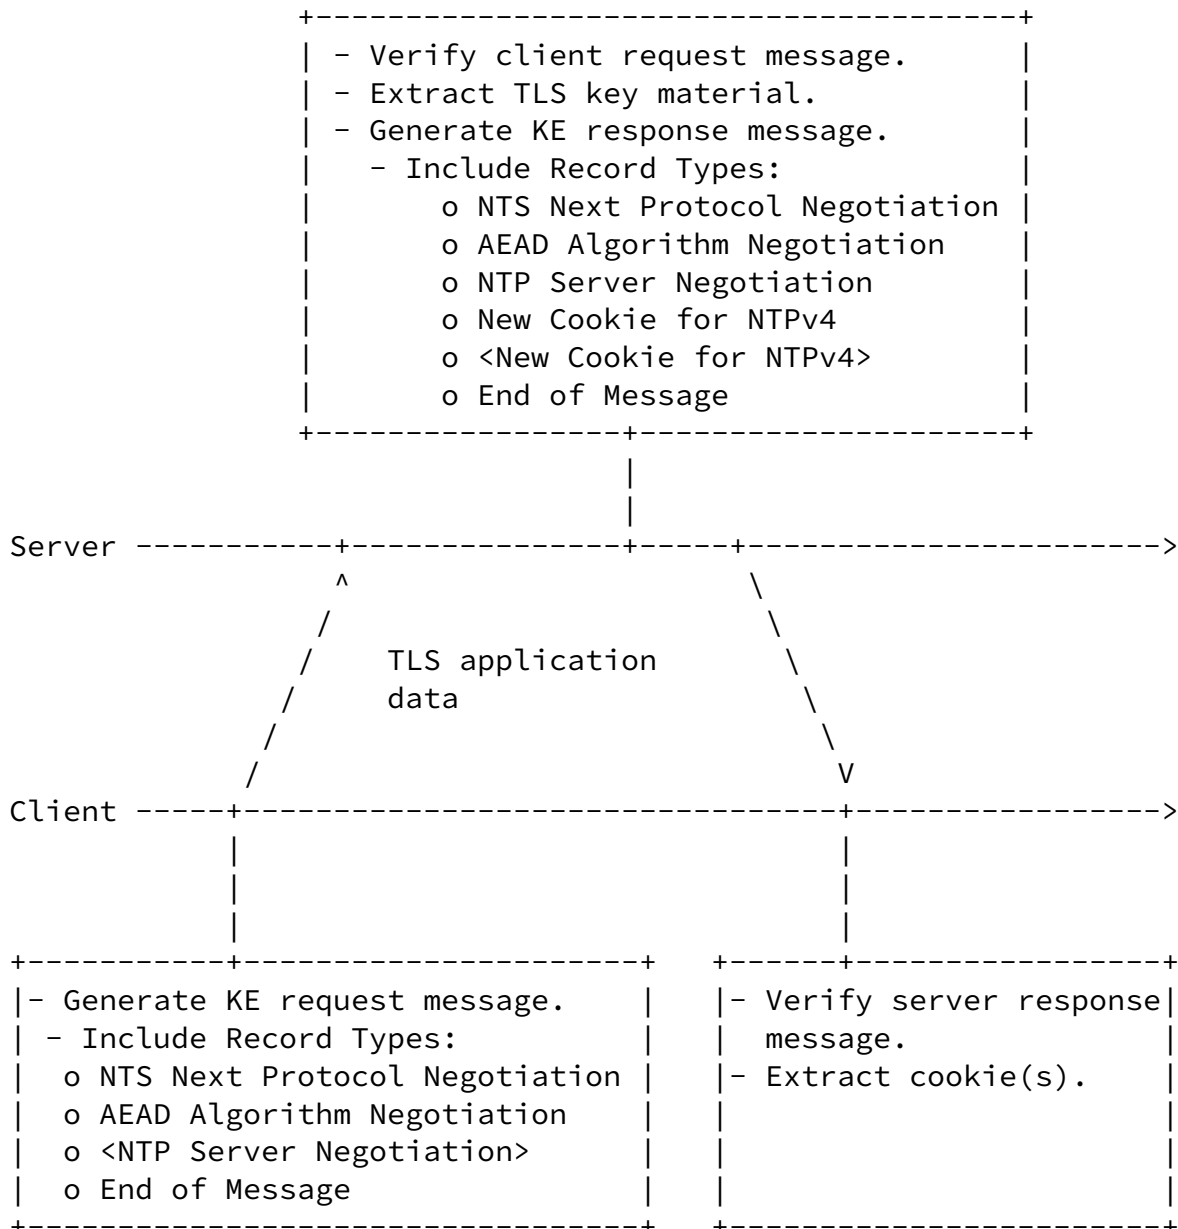 - Verify client request message.
- Extract TLS key material.
- Generate KE response message.
- Include Record Types:
o NTS Next Protocol Negotiation
o AEAD Algorithm Negotiation
o NTP Server Negotiation
o New Cookie for NTPv4
o <New Cookie for NTPv4>
o End of Message
Server
TLS application
data
Client
- Generate KE request message.
- Include Record Types:
o NTS Next Protocol Negotiation
o AEAD Algorithm Negotiation
o <NTP Server Negotiation>
o End of Message
- Verify server response
message.
- Extract cookie(s).